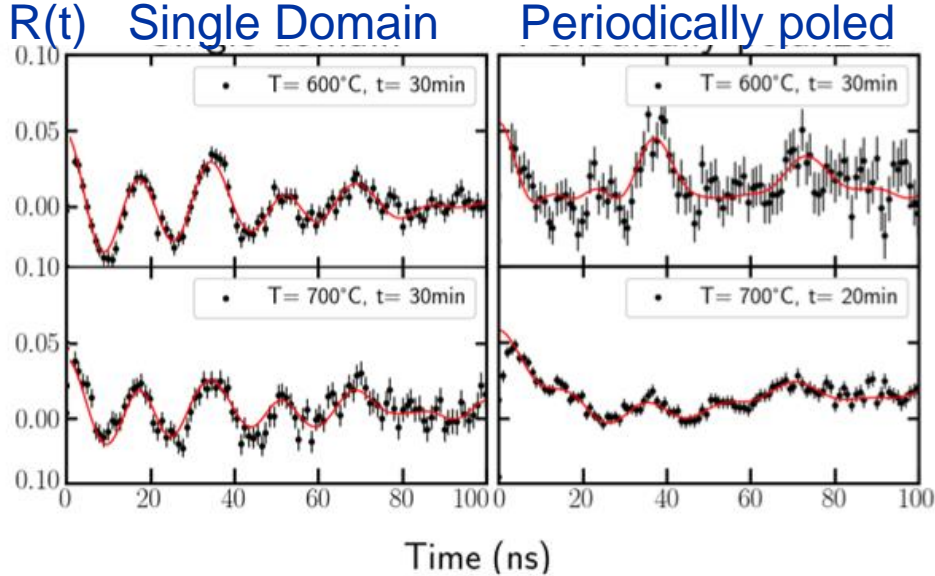 R(t) Single Domain Periodically poled
0.10
T= 600°C, t= 30min
T= 600°C, t= 30min
0.05
0.00
0.10
T= 700°C, t= 30min
T= 700°C, t= 20min
0.05
0.00
0.10
0 20 40 60 80 100 0 20 40 60 80 100
Time (ns)